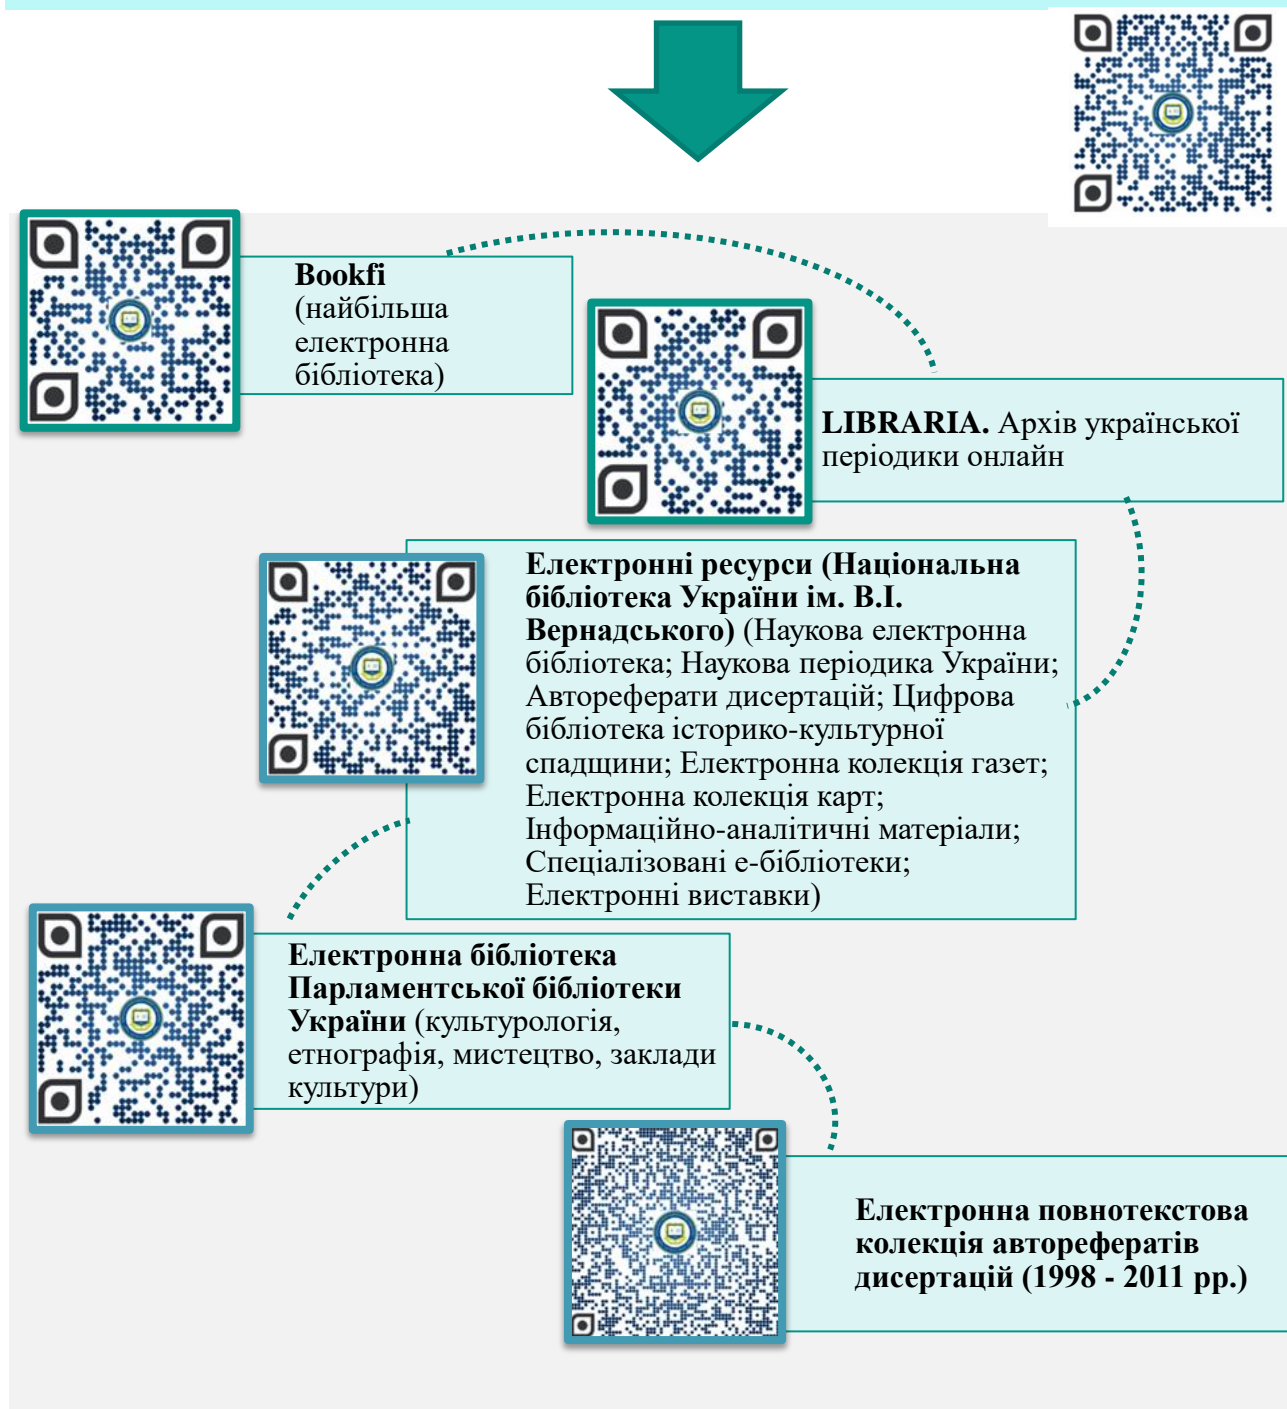 Bookfi
(найбільша
електронна
бібліотека)
LIBRARIA. Архів української
періодики онлайн
Електронні ресурси (Національна
бібліотека України ім. В.І.
Вернадського) (Наукова електронна
бібліотека; Наукова періодика України;
Автореферати дисертацій; Цифрова
бібліотека історико-культурної
спадщини; Електронна колекція газет;
Електронна колекція карт;
Інформаційно-аналітичні матеріали;
Спеціалізовані е-бібліотеки;
Електронні виставки)
Електронна бібліотека
Парламентської бібліотеки
України (культурологія,
етнографія, мистецтво, заклади
культури)
Електронна повнотекстова
колекція авторефератів
дисертацій (1998 - 2011 рр.)